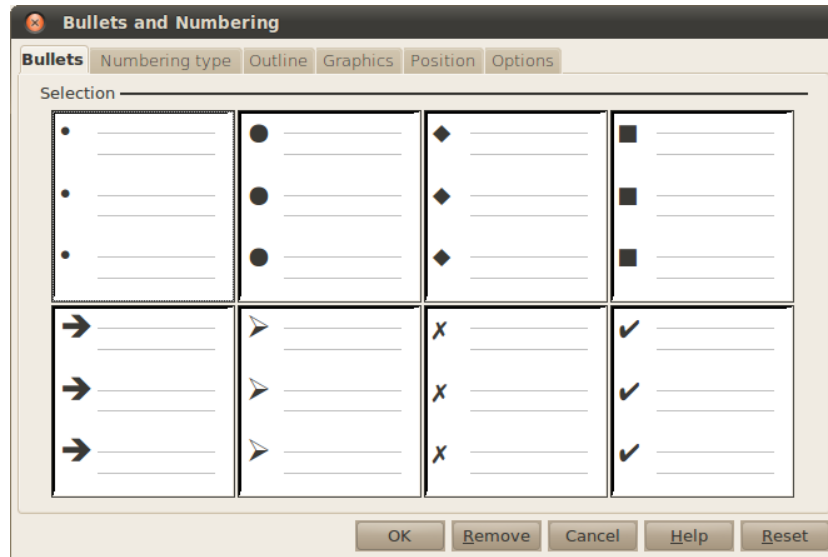 Bullets and Numbering
Bullets Numbering type Outline Graphics Position Options
Selection
OK Remove Cancel Help Reset